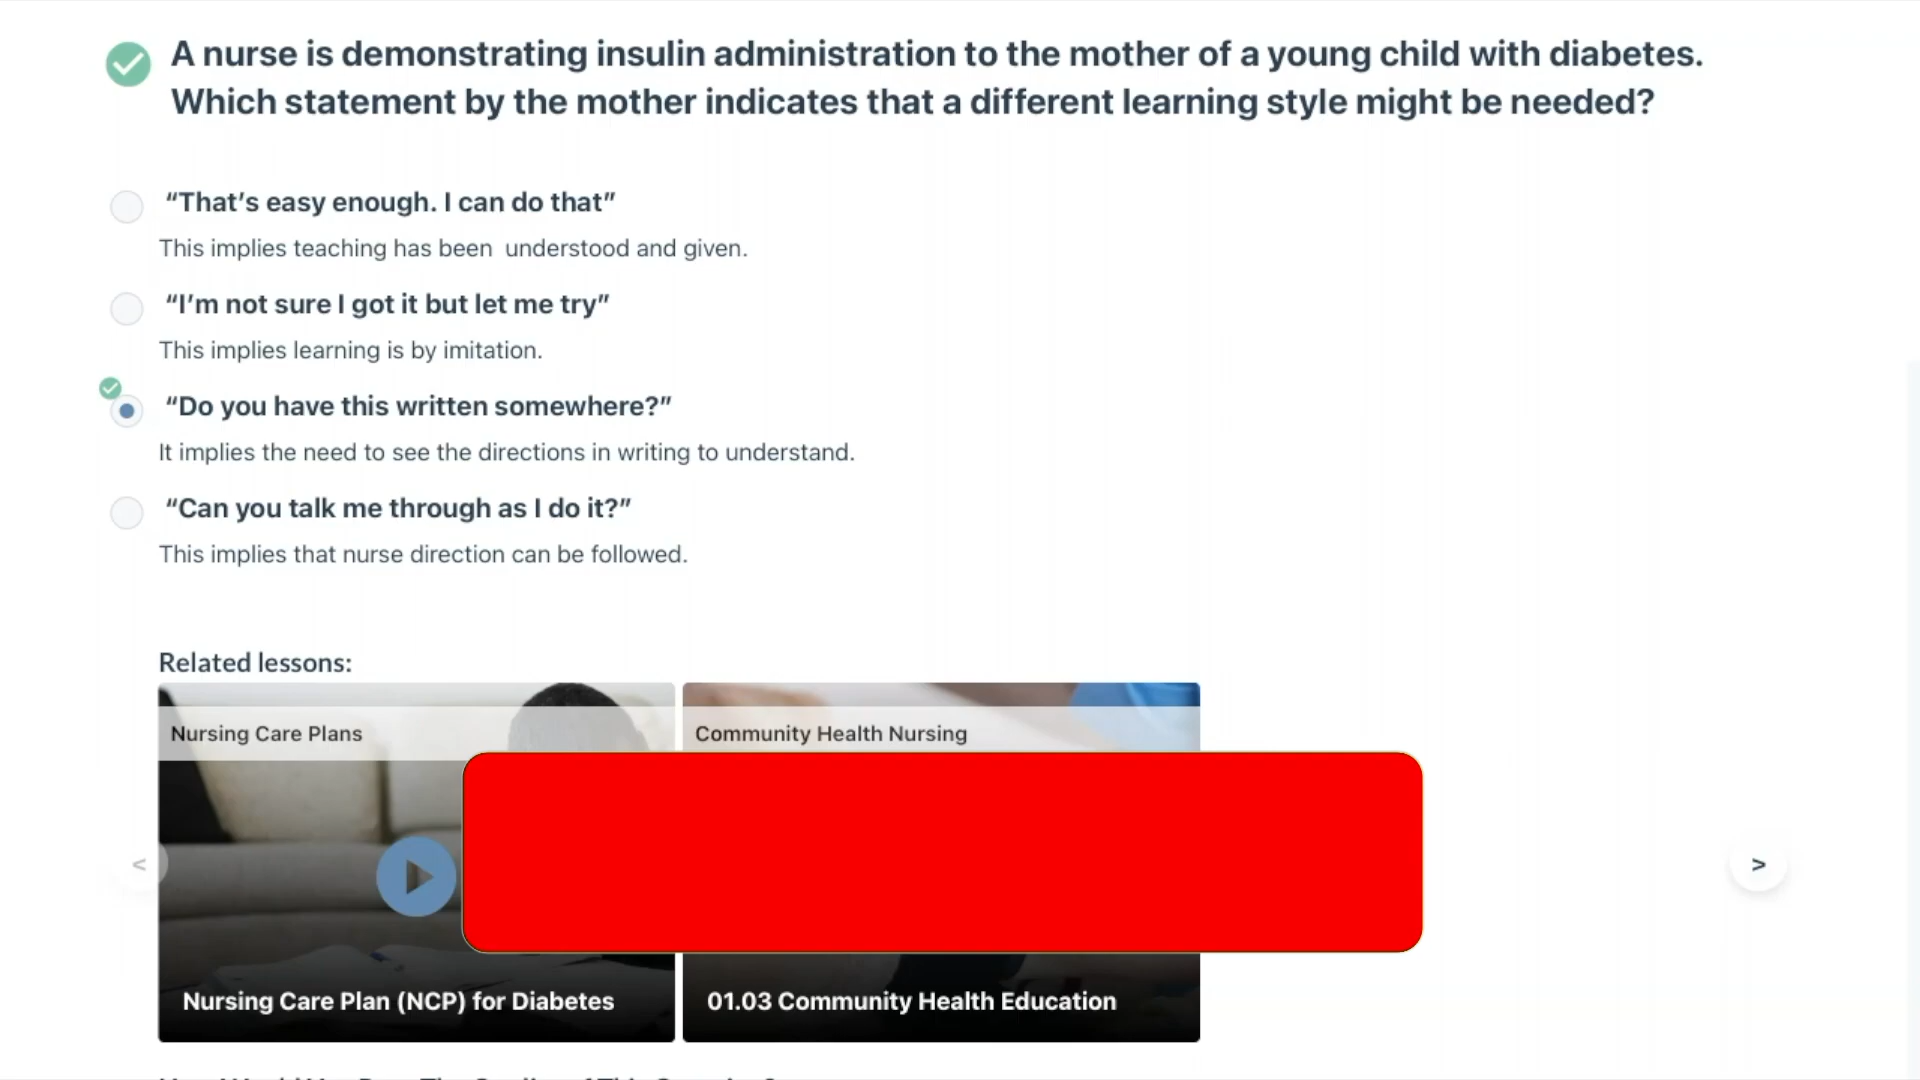 A nurse is demonstrating insulin administration to the mother of a young child with diabetes.
Which statement by the mother indicates that a different learning style might be needed?
“That’s easy enough. I can do that”
This implies teaching has been understood and given.
“I’m not sure I got it but let me try”
This implies learning is by imitation.
“Do you have this written somewhere?”
It implies the need to see the directions in writing to understand.
“Can you talk me through as I do it?”
This implies that nurse direction can be followed.
Related lessons:
Nursing Care Plans
Community Health Nursing
<
>
Nursing Care Plan (NCP) for Diabetes
01.03 Community Health Education